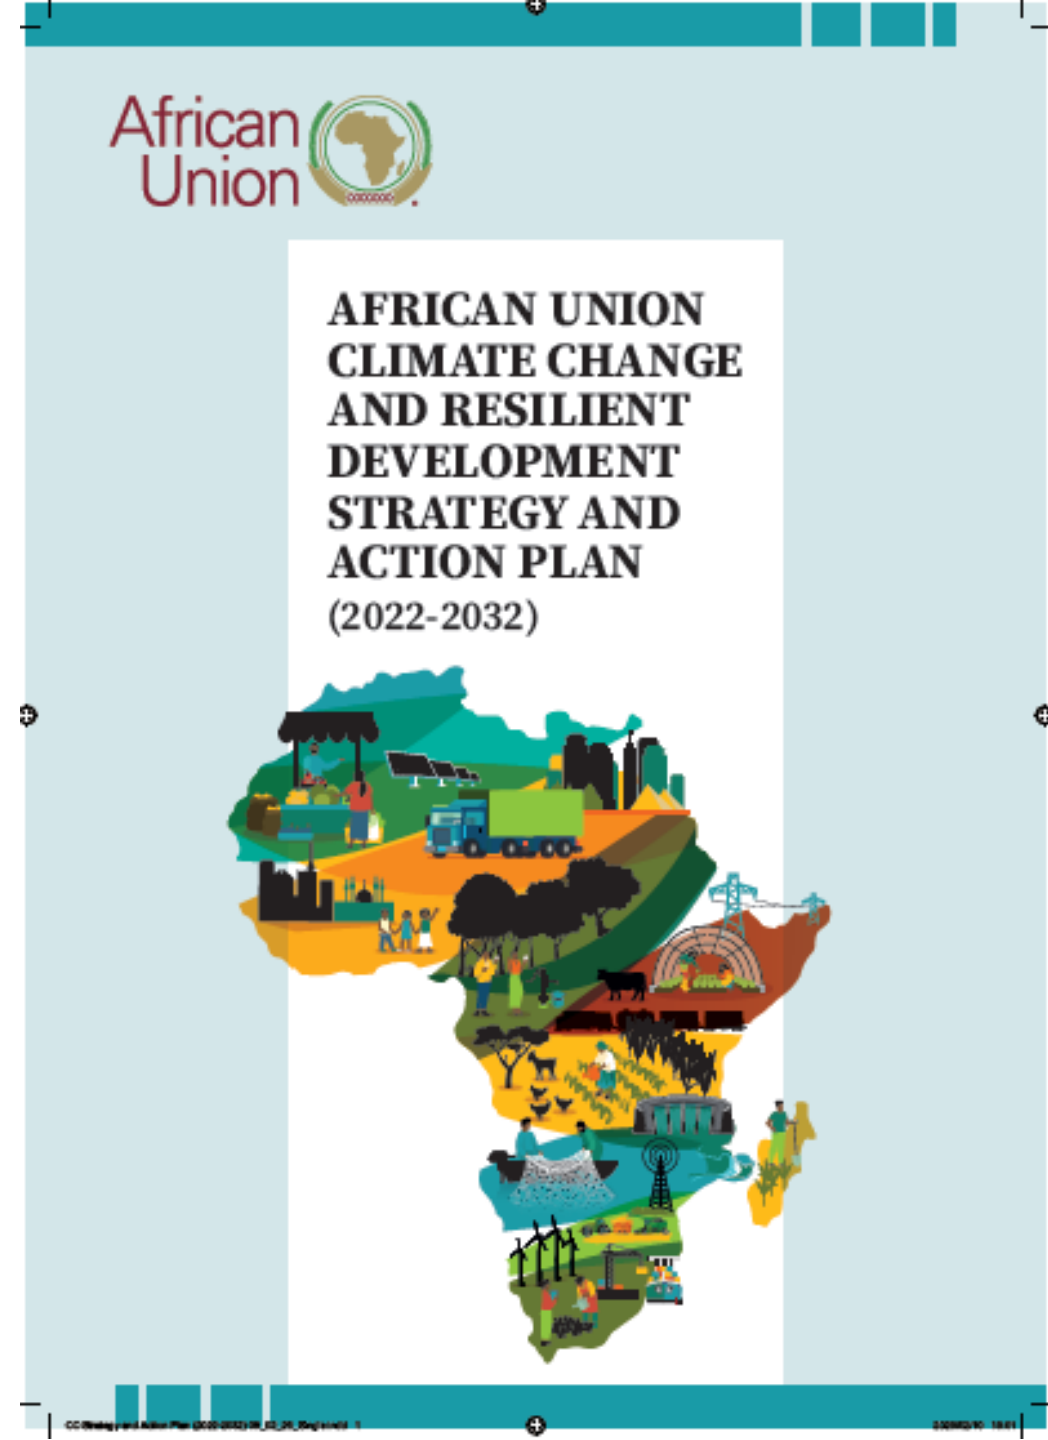 African
Union
AFRICAN UNION
CLIMATE CHANGE
AND RESILIENT
DEVELOPMENT
STRATEGY AND
ACTION PLAN
(2022-2032)